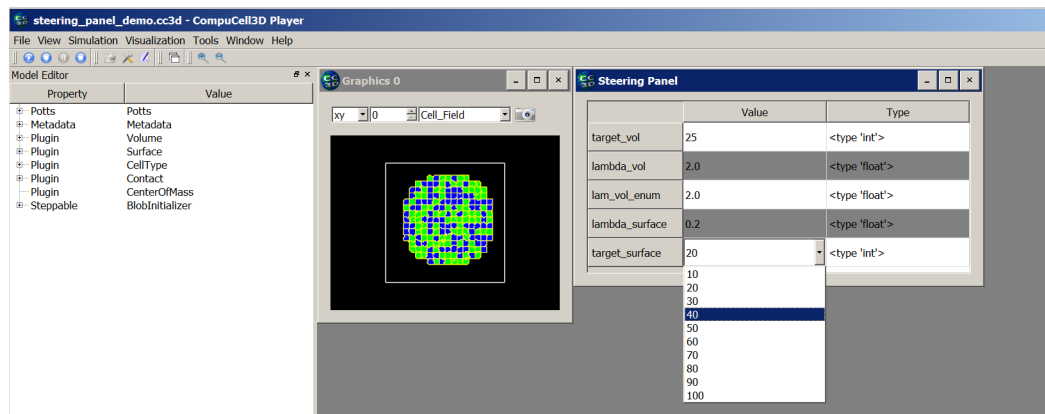 steering_panel_demo.cc3d - CompuCell3D Player
File View Simulation Visualization Tools Window Help
Model Editor
Property Value
Potts Potts
Metadata Metadata
Plugin Volume
Plugin Surface
Plugin CellType
Plugin Contact
Plugin CenterOfMass
Steppable BlobInitializer
Graphics 0
xy 0 Cell_Field
Steering Panel
Value Type
target_vol 25 <type 'int'>
lambda_vol 2.0 <type 'float'>
lam_vol_enum 2.0 <type 'float'>
lambda_surface 0.2 <type 'float'>
target_surface 20 <type 'int'>
10
20
30
40
50
60
70
80
90
100